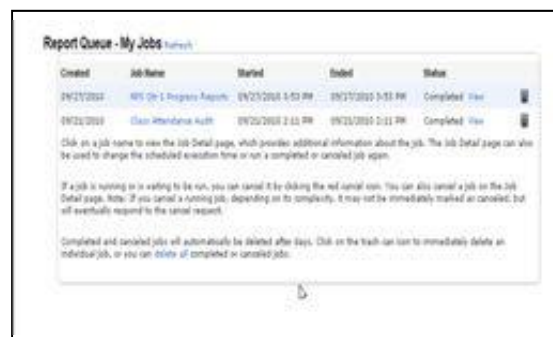 Report Queue - My Jobs Refresh
Created Job Name Started Ended Status
09/27/2010 Qtr 1 Progress Reports 09/27/2010 3:53 PM 09/27/2010 3:53 PM Completed View
09/21/2010 Class Attendance Audit 09/21/2010 2:11 PM 09/21/2010 2:11 PM Completed View
Click on a job name to view the Job Detail page, which provides additional information about the job. The Job Detail page can also
be used to change the scheduled execution time or run a completed or canceled job again.
If a job is running or is waiting to be run, you can cancel it by clicking the red cancel icon. You can also cancel a job on the Job
Detail page. Note: If you cancel a running job, depending on its complexity, it may not be immediately marked as canceled, but
will eventually respond to the cancel request.
Completed and canceled jobs will automatically be deleted after days. Click on the trash can icon to immediately delete an
individual job, or you can delete all completed or canceled jobs.